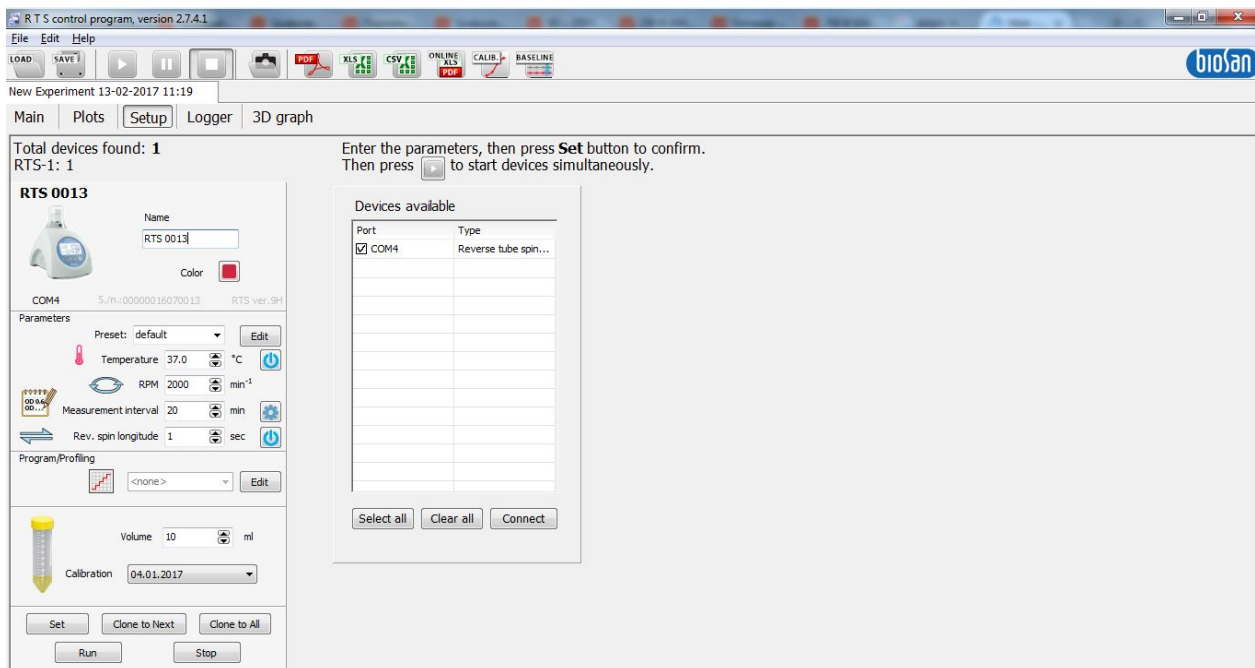 R T S control program, version 2.7.4.1
File Edit Help
LOAD SAVE PDF XLS CSV ONLINE XLS PDF CALIB. BASELINE
biosan
New Experiment 13-02-2017 11:19
Main Plots Setup Logger 3D graph
Total devices found: 1
RTS-1: 1
Enter the parameters, then press Set button to confirm.
Then press to start devices simultaneously.
RTS 0013
Name
RTS 0013
Color
COM4 S./n.:00000016070013 RTS ver.9H
Parameters
Preset: default Edit
Temperature 37.0 °C
RPM 2000 min-1
OD 0.6
OD...?
Measurement interval 20 min
Rev. spin longitude 1 sec
Program/Profiling
<none> Edit
Volume 10 ml
Calibration 04.01.2017
Set Clone to Next Clone to All
Run Stop
Devices available
Port Type
COM4 Reverse tube spin...
Select all Clear all Connect